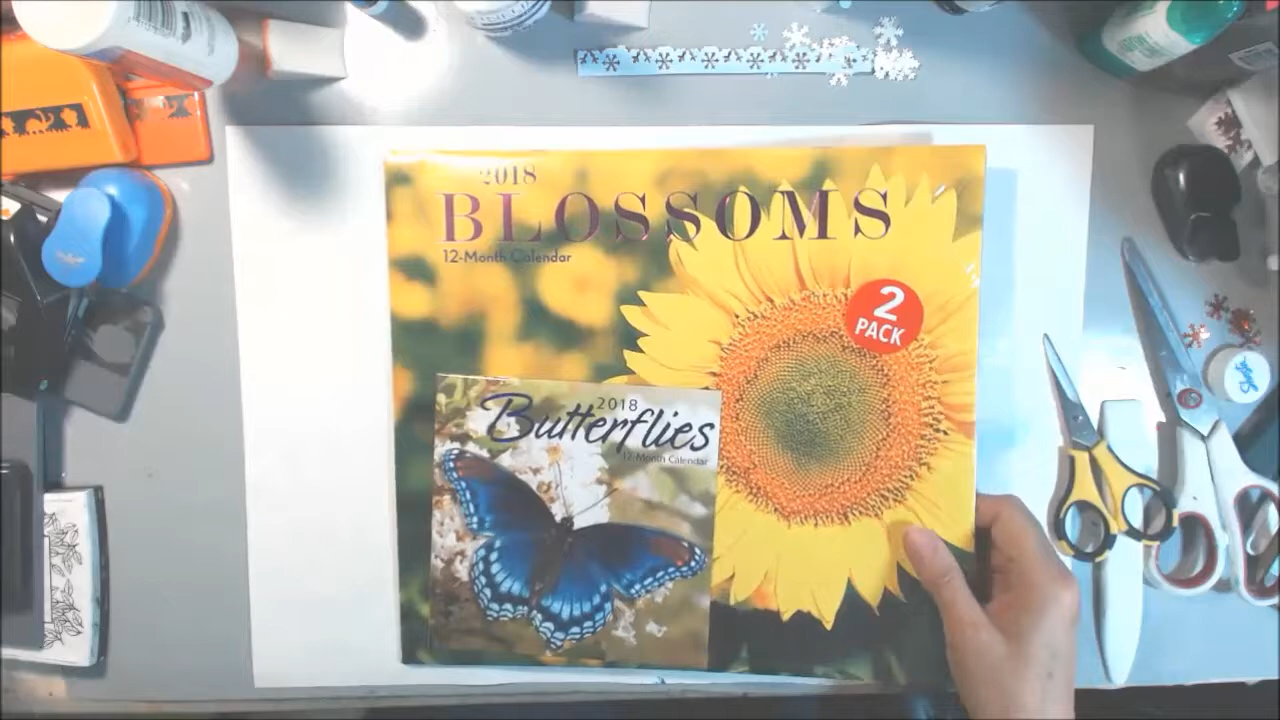 2018
BLOSSOMS
12-Month Calendar
2
PACK
2018
Butterflies
12-Month Calendar